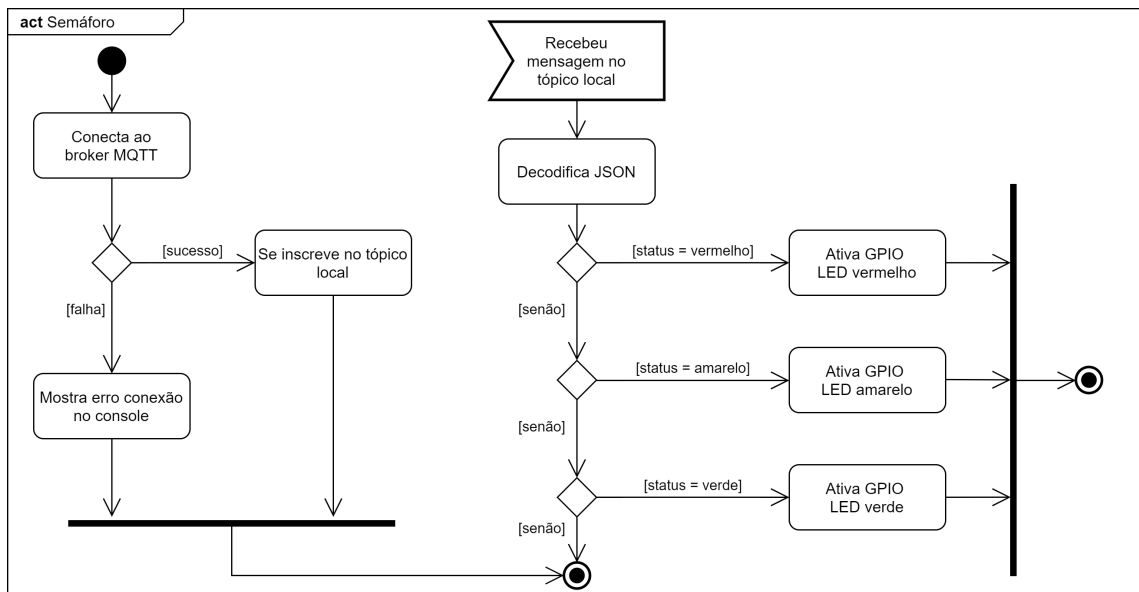 act Semáforo
Conecta ao
broker MQTT
[sucesso]
Se inscreve no tópico
local
[falha]
Mostra erro conexão
no console
Recebeu
mensagem no
tópico local
Decodifica JSON
[status = vermelho]
Ativa GPIO
LED vermelho
[senão]
[status = amarelo]
Ativa GPIO
LED amarelo
[senão]
[status = verde]
Ativa GPIO
LED verde
[senão]